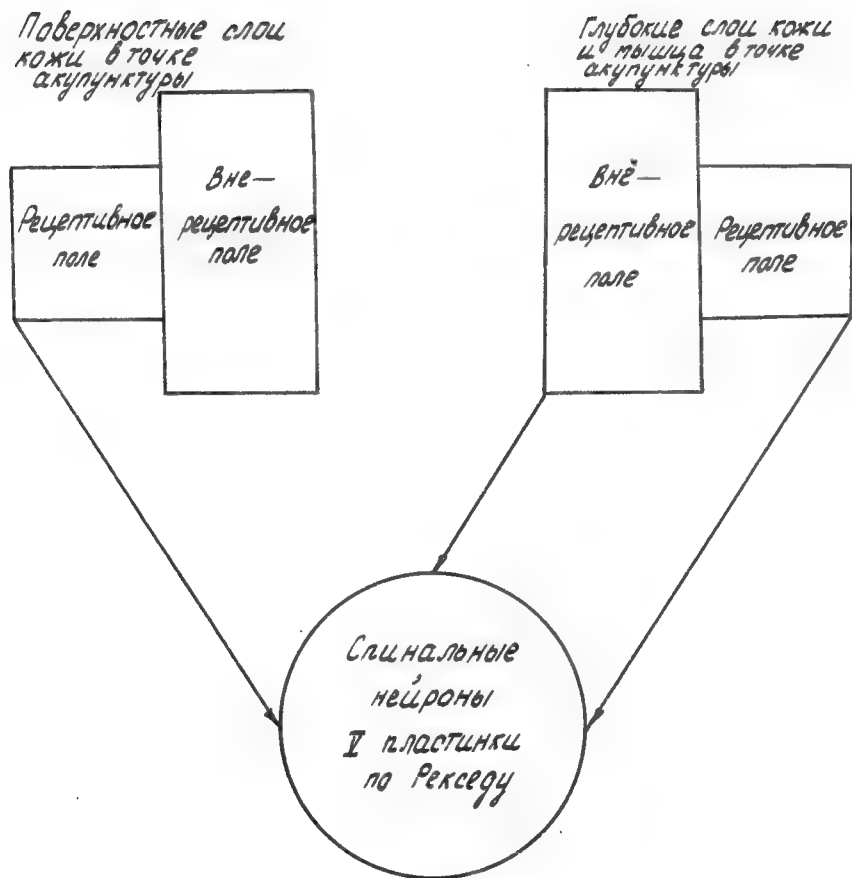 Поверхностные слои
кожи в точке
акупунктуры
Глубокие слои кожи
и мышца в точке
акупунктуры
Рецептивное
поле
Вне—
рецептивное
поле
Вне—
рецептивное
поле
Рецептивное
поле
Спинальные
нейроны
V пластинки
по Рекседу